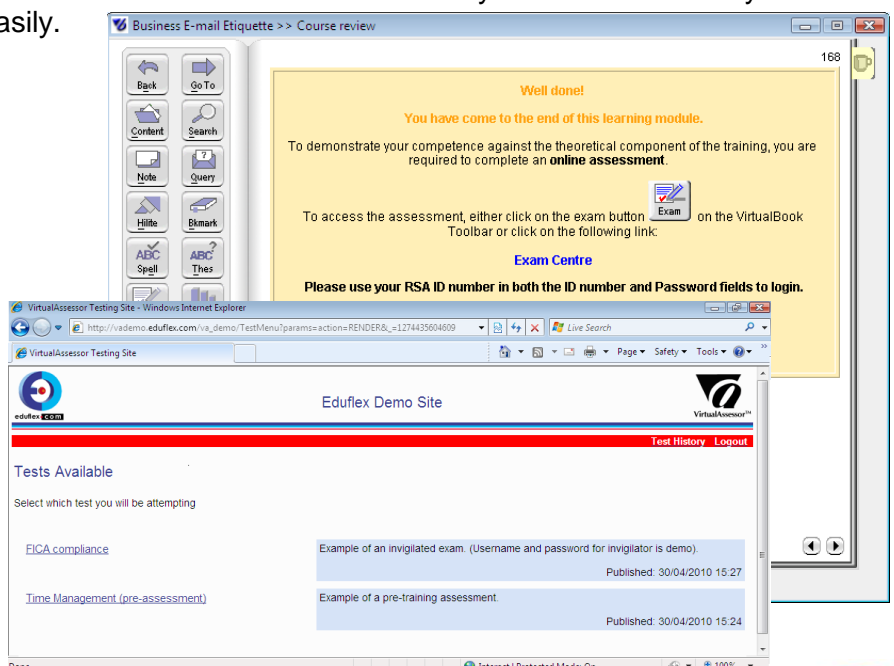 asily.
Business E-mail Etiquette >> Course review
168
Back
Go To
Content
Search
Note
Query
Hilite
Bkmark
ABC
ABC?
Spell
Thes
Well done!
You have come to the end of this learning module.
To demonstrate your competence against the theoretical component of the training, you are
required to complete an online assessment.
To access the assessment, either click on the exam button Exam on the VirtualBook
Toolbar or click on the following link:
Exam Centre
Please use your RSA ID number in both the ID number and Password fields to login.
VirtualAssessor Testing Site - Windows Internet Explorer
http://vademo.eduflex.com/va_demo/TestMenu?params=action=RENDER&_=1274435604609
Live Search
VirtualAssessor Testing Site
Page
Safety
Tools
eduflex.com
Eduflex Demo Site
VirtualAssessor™
Test History Logout
Tests Available
Select which test you will be attempting
FICA compliance
Example of an invigilated exam. (Username and password for invigilator is demo).
Published: 30/04/2010 15:27
Time Management (pre-assessment)
Example of a pre-training assessment.
Published: 30/04/2010 15:24